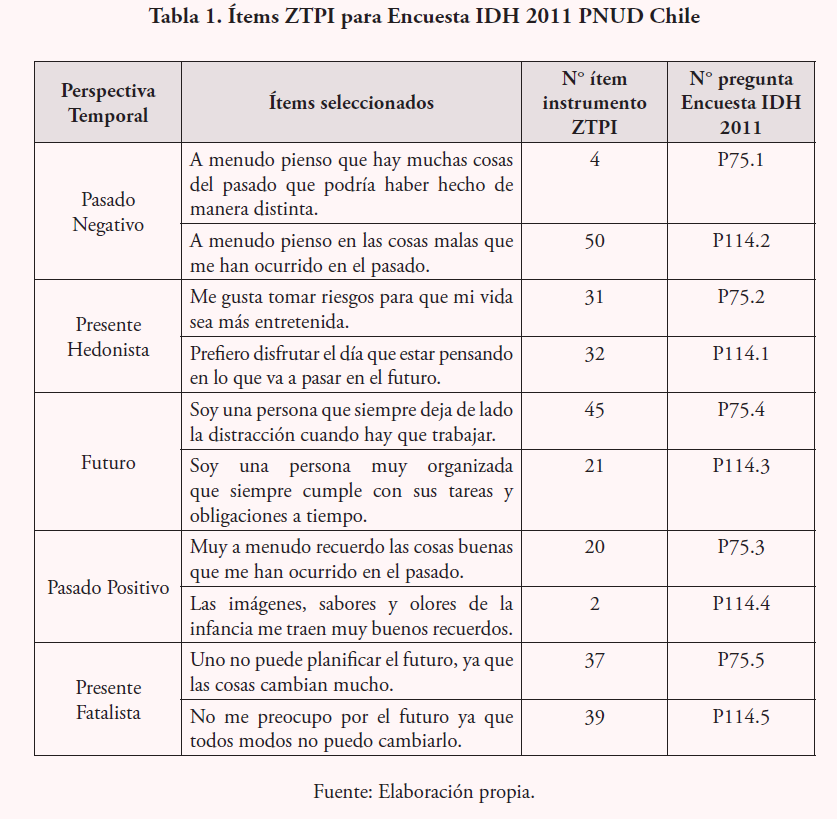 Tabla 1. Ítems ZTPI para Encuesta IDH 2011 PNUD Chile
Perspectiva
Temporal
Ítems seleccionados
N° ítem
instrumento
ZTPI
N° pregunta
Encuesta IDH
2011
Pasado
Negativo
A menudo pienso que hay muchas cosas
del pasado que podría haber hecho de
manera distinta.
4
P75.1
A menudo pienso en las cosas malas que
me han ocurrido en el pasado.
50
P114.2
Presente
Hedonista
Me gusta tomar riesgos para que mi vida
sea más entretenida.
31
P75.2
Prefiero disfrutar el día que estar pensando
en lo que va a pasar en el futuro.
32
P114.1
Futuro
Soy una persona que siempre deja de lado
la distracción cuando hay que trabajar.
45
P75.4
Soy una persona muy organizada
que siempre cumple con sus tareas y
obligaciones a tiempo.
21
P114.3
Pasado Positivo
Muy a menudo recuerdo las cosas buenas
que me han ocurrido en el pasado.
20
P75.3
Las imágenes, sabores y olores de la
infancia me traen muy buenos recuerdos.
2
P114.4
Presente
Fatalista
Uno no puede planificar el futuro, ya que
las cosas cambian mucho.
37
P75.5
No me preocupo por el futuro ya que
todos modos no puedo cambiarlo.
39
P114.5
Fuente: Elaboración propia.